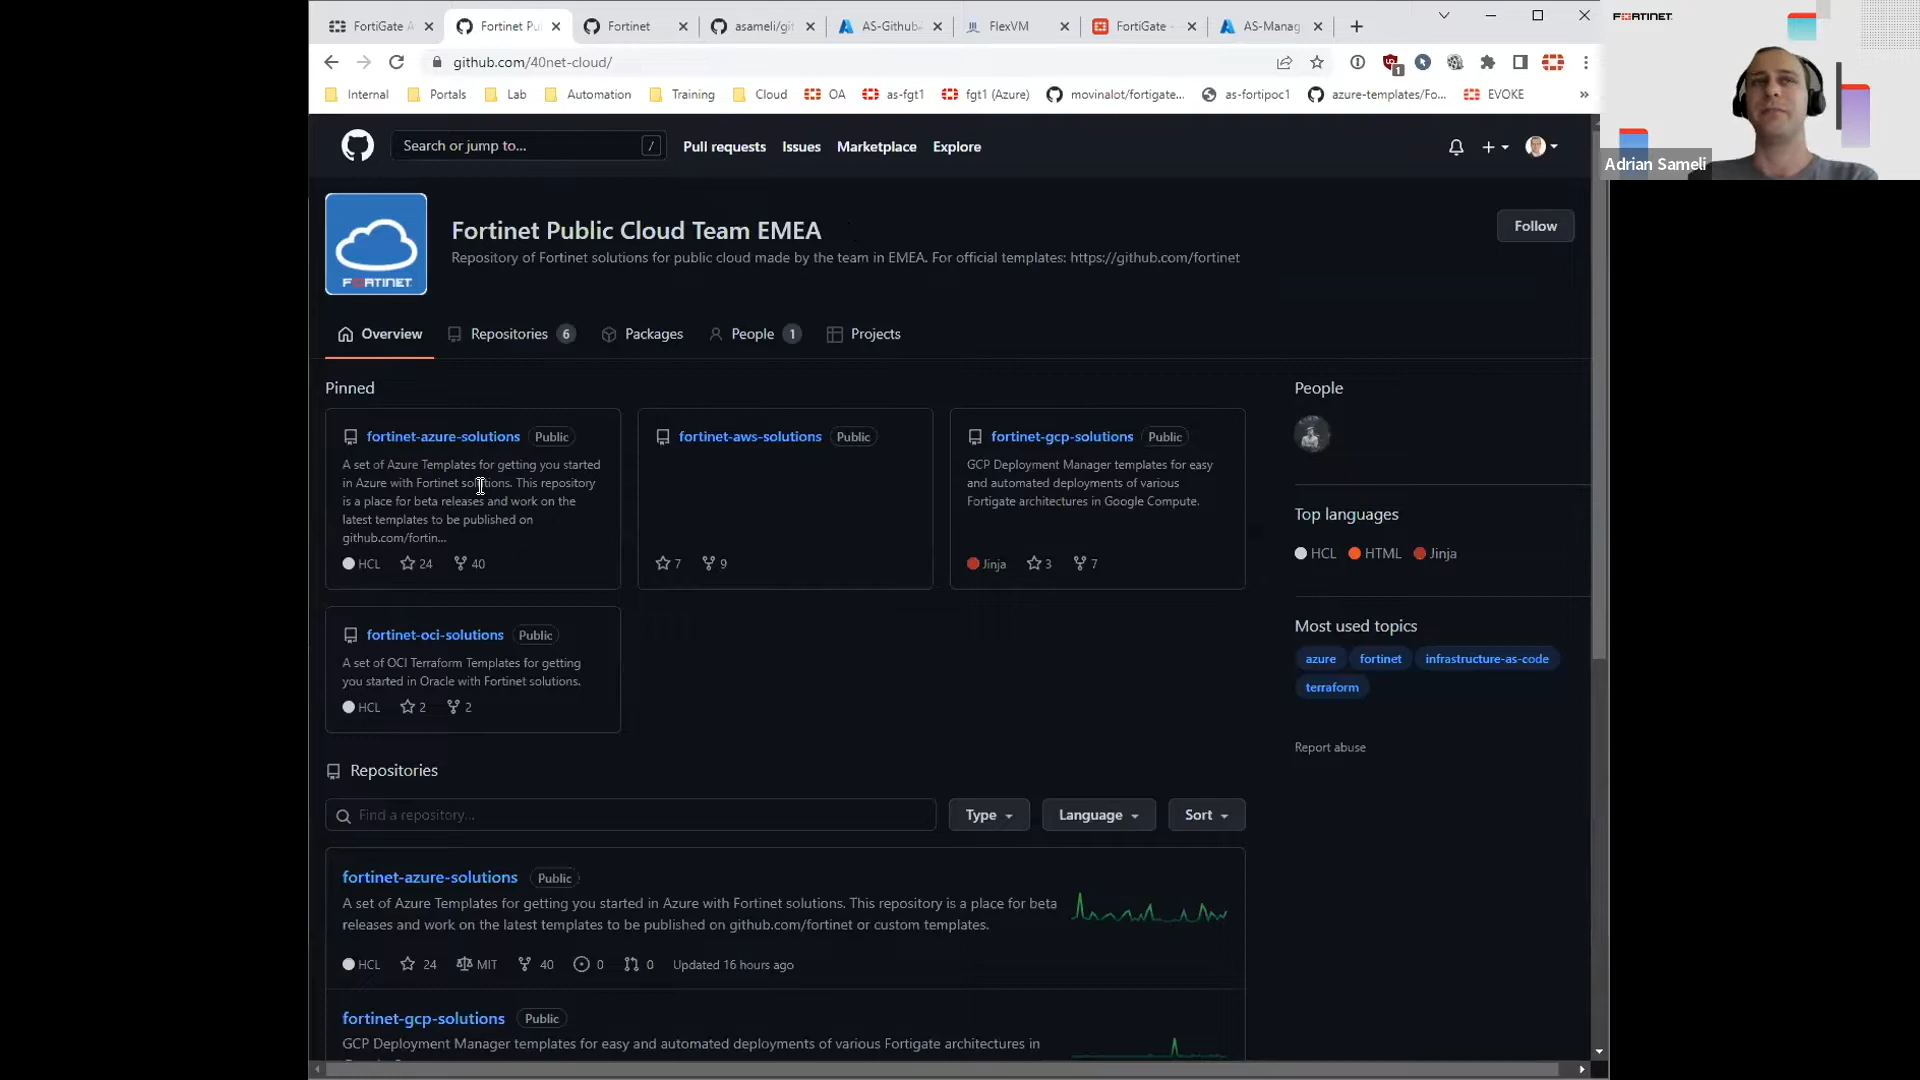 FortiGate A
Fortinet Pu
Fortinet
asameli/git
AS-Github-
FlexVM
FortiGate -
AS-Manag
github.com/40net-cloud/
1
Internal
Portals
Lab
Automation
Training
Cloud
OA
as-fgt1
fgt1 (Azure)
movinalot/fortigate...
as-fortipoc1
azure-templates/Fo...
EVOKE
»
FORTINET
Adrian Sameli
Search or jump to...
/
Pull requests
Issues
Marketplace
Explore
FORTINET
Fortinet Public Cloud Team EMEA
Repository of Fortinet solutions for public cloud made by the team in EMEA. For official templates: https://github.com/fortinet
Follow
Overview
Repositories 6
Packages
People 1
Projects
Pinned
fortinet-azure-solutions Public
A set of Azure Templates for getting you started
in Azure with Fortinet solutions. This repository
is a place for beta releases and work on the
latest templates to be published on
github.com/fortin...
HCL 24 40
fortinet-aws-solutions Public
7 9
fortinet-gcp-solutions Public
GCP Deployment Manager templates for easy
and automated deployments of various
Fortigate architectures in Google Compute.
Jinja 3 7
fortinet-oci-solutions Public
A set of OCI Terraform Templates for getting
you started in Oracle with Fortinet solutions.
HCL 2 2
People
Top languages
HCL HTML Jinja
Most used topics
azure fortinet infrastructure-as-code
terraform
Report abuse
Repositories
Find a repository...
Type
Language
Sort
fortinet-azure-solutions Public
A set of Azure Templates for getting you started in Azure with Fortinet solutions. This repository is a place for beta
releases and work on the latest templates to be published on github.com/fortinet or custom templates.
HCL 24 MIT 40 0 0 Updated 16 hours ago
fortinet-gcp-solutions Public
GCP Deployment Manager templates for easy and automated deployments of various Fortigate architectures in